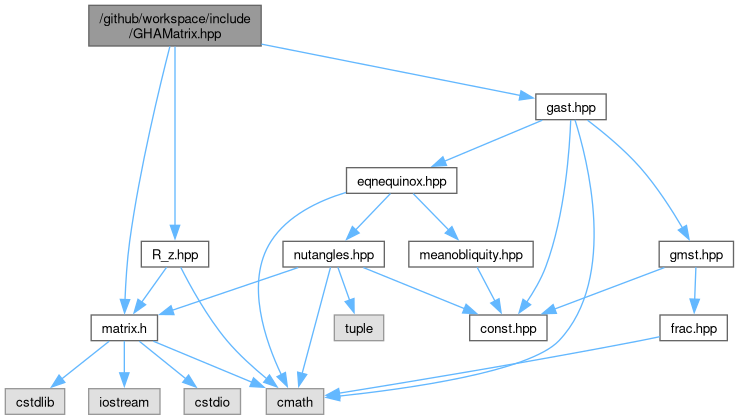 /github/workspace/include
/GHAMatrix.hpp
gast.hpp
eqnequinox.hpp
R_z.hpp
nutangles.hpp
meanobliquity.hpp
gmst.hpp
matrix.h
tuple
const.hpp
frac.hpp
cstdlib
iostream
cstdio
cmath